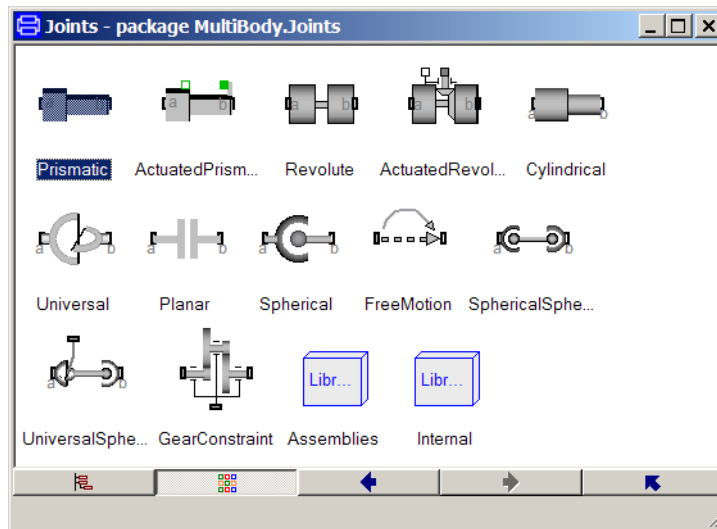 Joints - package MultiBody.Joints
a b a b a b a b a b
Prismatic ActuatedPrism... Revolute ActuatedRevol... Cylindrical
a b a b a b a b
Universal Planar Spherical FreeMotion SphericalSphe...
a b Libr... Libr...
UniversalSphe... GearConstraint Assemblies Internal